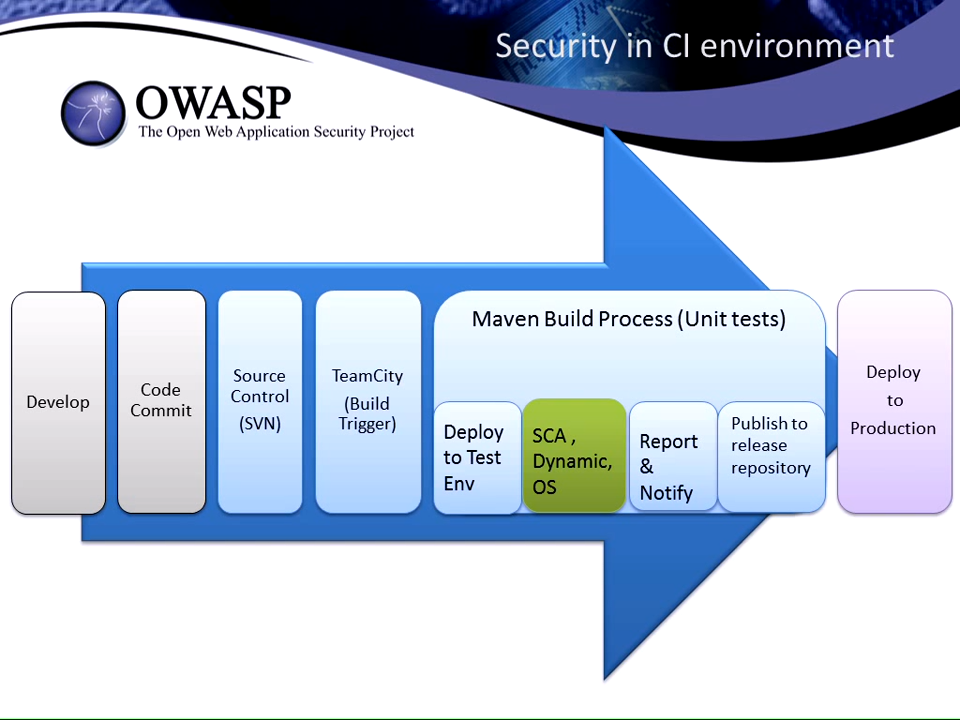 Security in CI environment
OWASP
The Open Web Application Security Project
Develop
Code
Commit
Source
Control
(SVN)
TeamCity
(Build
Trigger)
Maven Build Process (Unit tests)
Deploy
to Test
Env
SCA ,
Dynamic,
OS
Report
&
Notify
Publish to
release
repository
Deploy
to
Production